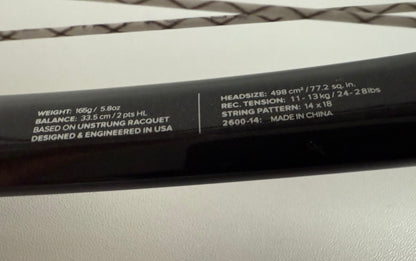 WEIGHT: 165g / 5.8oz
BALANCE: 33.5 cm / 2 pts HL
BASED ON UNSTRUNG RACQUET
DESIGNED & ENGINEERED IN USA
HEADSIZE: 498 cm² / 77.2 sq. in.
REC. TENSION: 11 - 13 kg / 24 - 28 lbs
STRING PATTERN: 14 x 18
2600-14: MADE IN CHINA